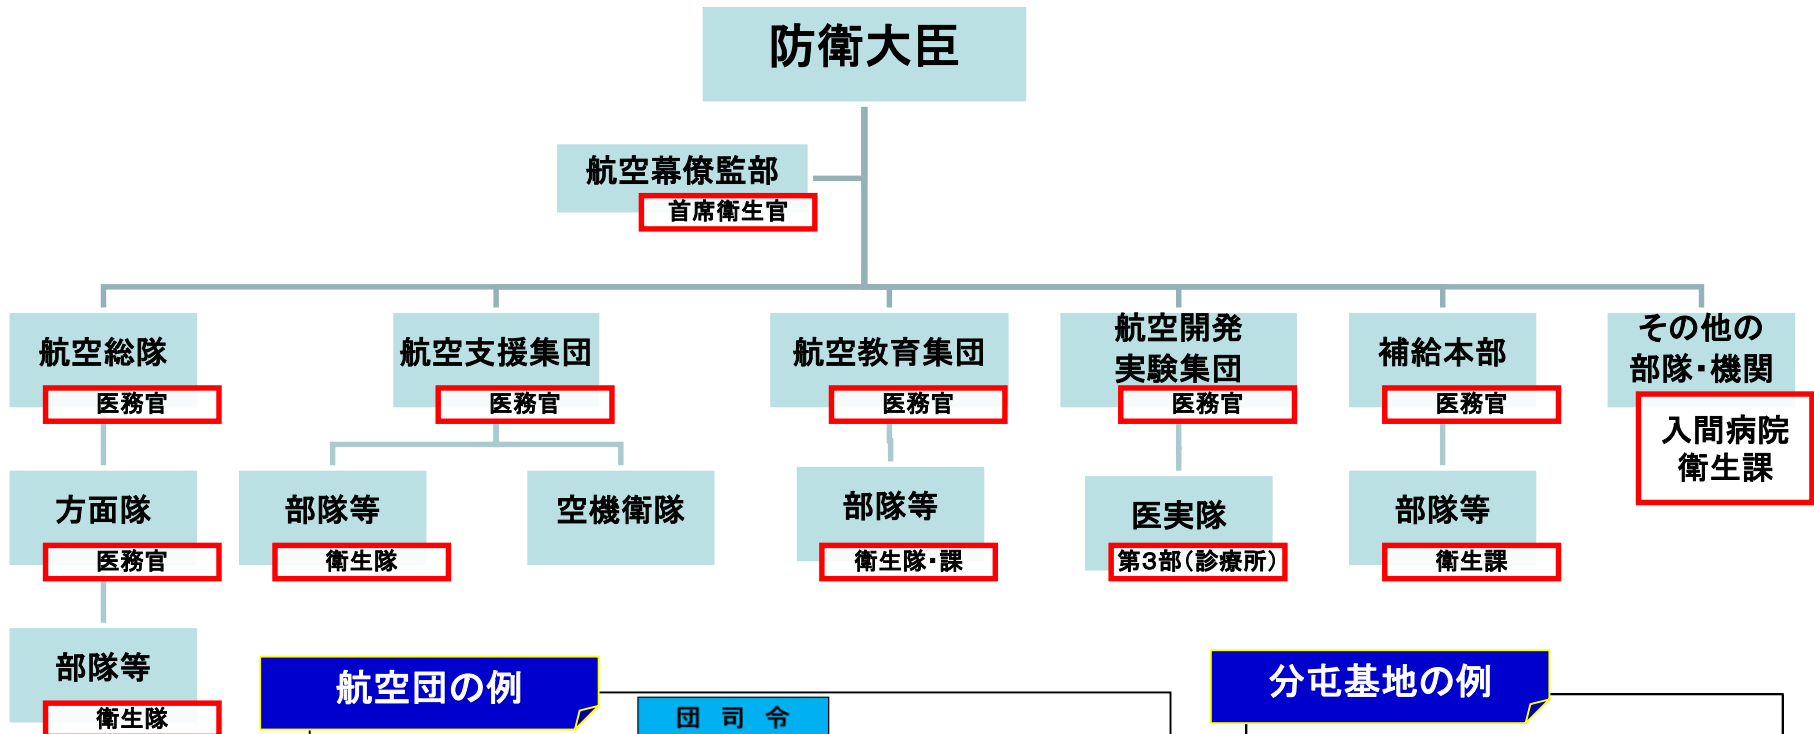 防衛大臣
航空幕僚監部
首席衛生官
航空総隊
医務官
航空支援集団
医務官
航空教育集団
医務官
航空開発
実験集団
医務官
補給本部
医務官
その他の
部隊・機関
入間病院
衛生課
方面隊
医務官
部隊等
衛生隊
空機衛隊
部隊等
衛生隊・課
医実隊
第3部(診療所)
部隊等
衛生課
部隊等
衛生隊
航空団の例
団司令
分屯基地の例